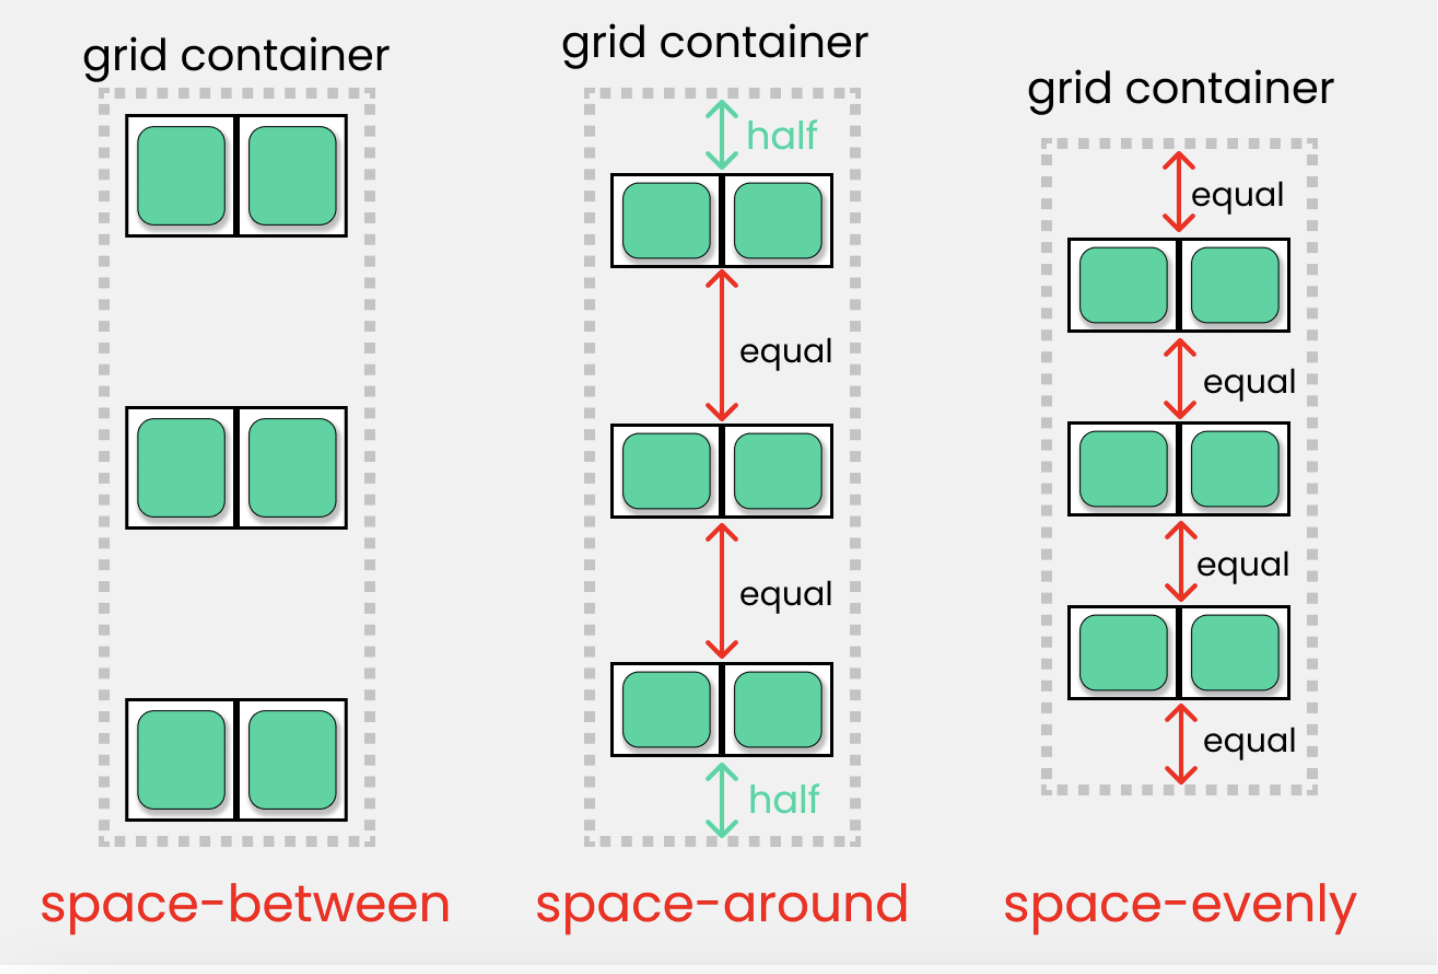 grid container
grid container
grid container
half
equal
equal
half
equal
equal
equal
equal
space-between
space-around
space-evenly